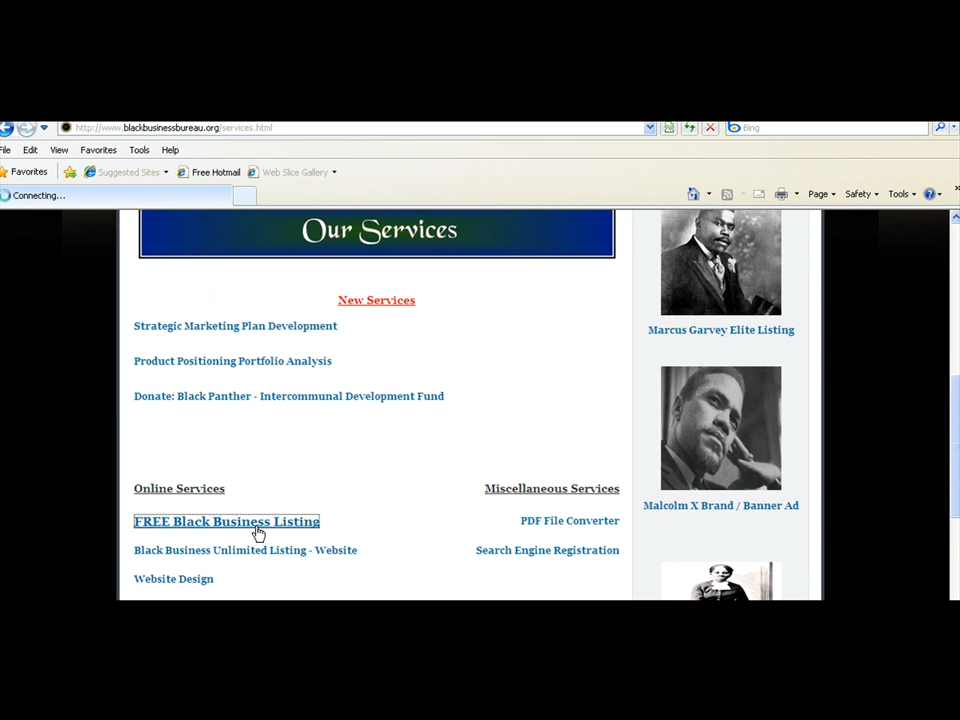 http://www.blackbusinessbureau.org/services.html
Bing
File Edit View Favorites Tools Help
Favorites Suggested Sites Free Hotmail Web Slice Gallery
Connecting...
Page Safety Tools
Our Services
New Services
Strategic Marketing Plan Development
Product Positioning Portfolio Analysis
Donate: Black Panther - Intercommunal Development Fund
Online Services
FREE Black Business Listing
Black Business Unlimited Listing - Website
Website Design
Miscellaneous Services
PDF File Converter
Search Engine Registration
Marcus Garvey Elite Listing
Malcolm X Brand / Banner Ad